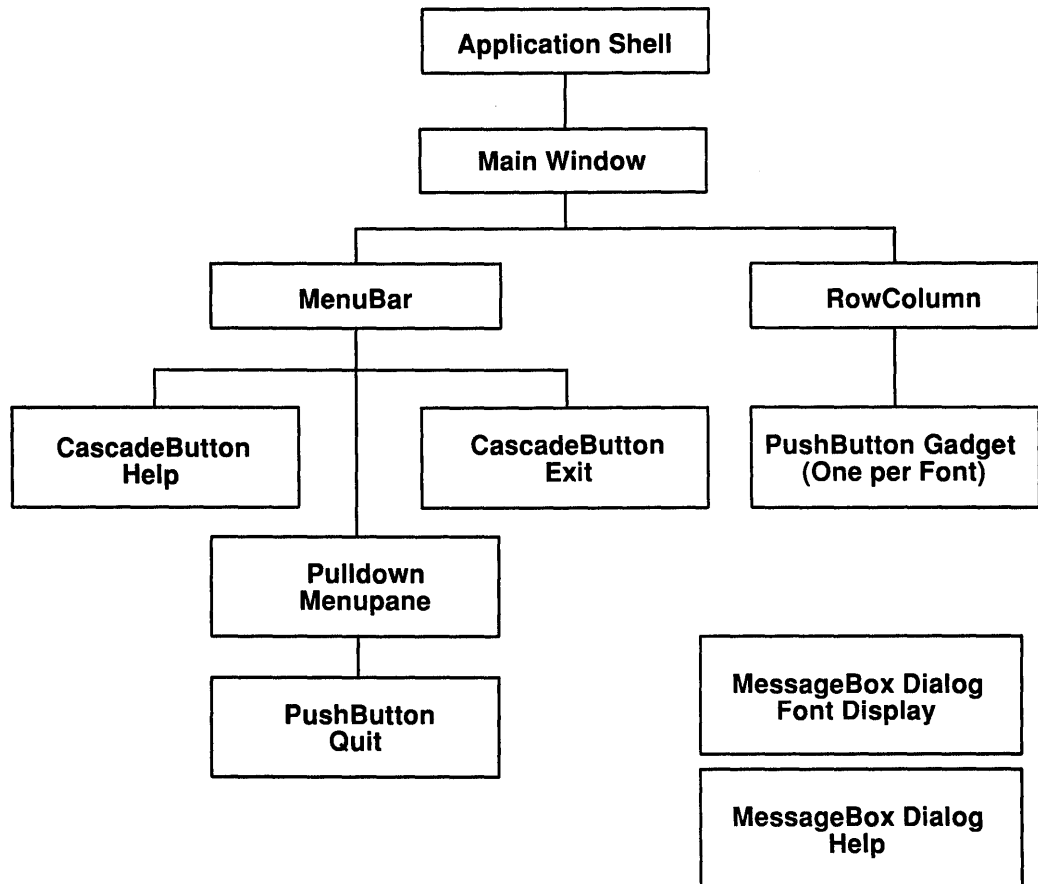 Application Shell
Main Window
MenuBar
RowColumn
CascadeButton
Help
CascadeButton
Exit
PushButton Gadget
(One per Font)
Pulldown
Menupane
PushButton
Quit
MessageBox Dialog
Font Display
MessageBox Dialog
Help